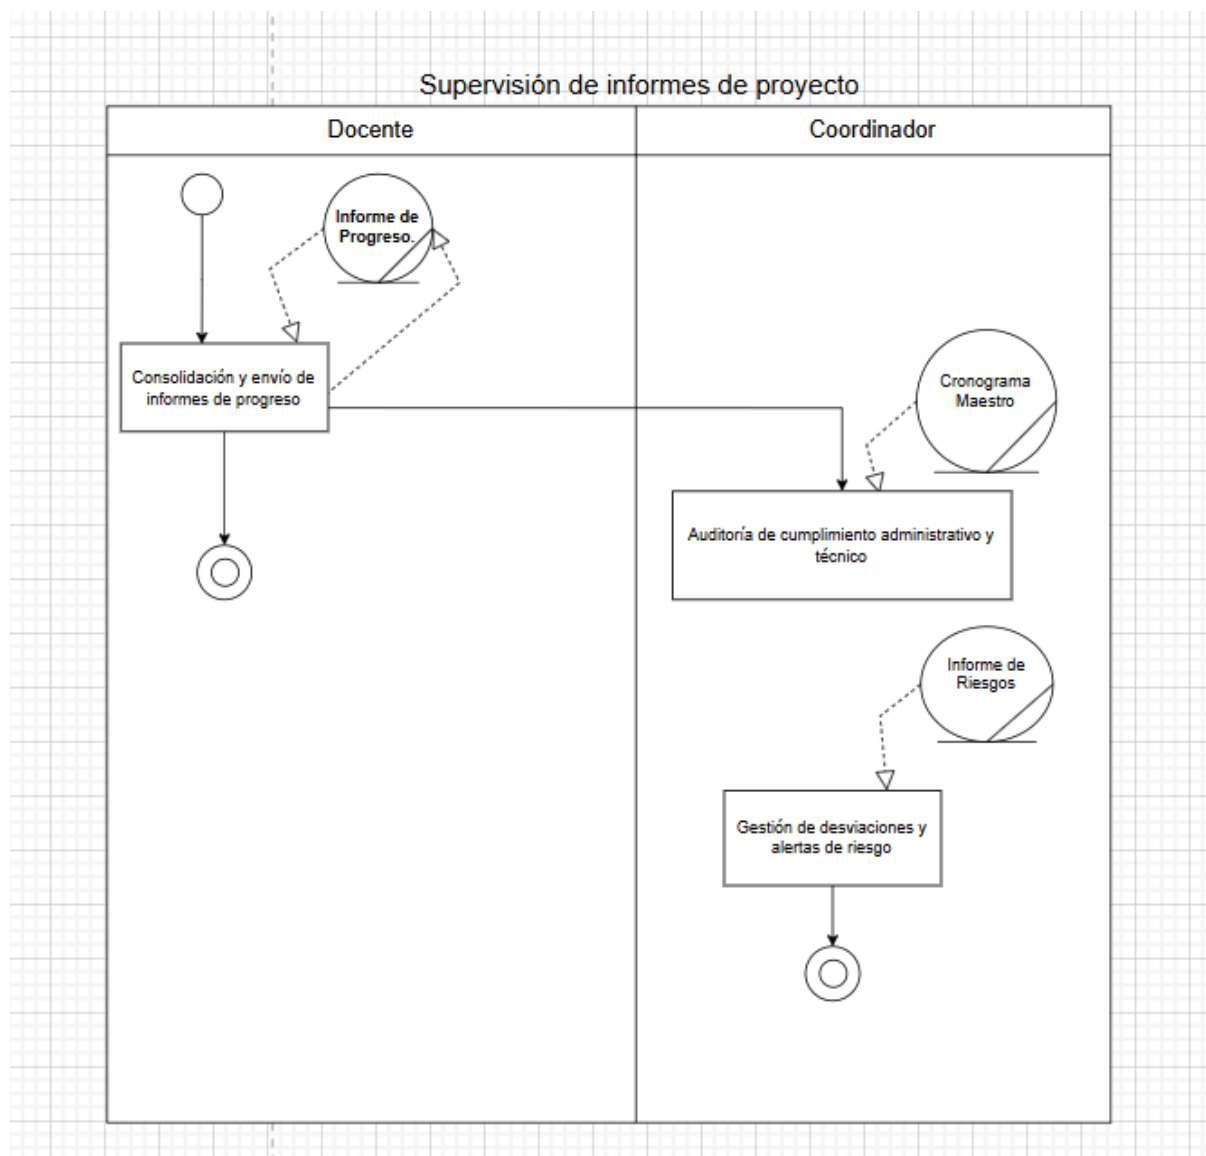 Supervisión de informes de proyecto
Docente
Coordinador
Informe de
Progreso.
Consolidación y envío de
informes de progreso
Cronograma
Maestro
Auditoría de cumplimiento administrativo y
técnico
Informe de
Riesgos
Gestión de desviaciones y
alertas de riesgo